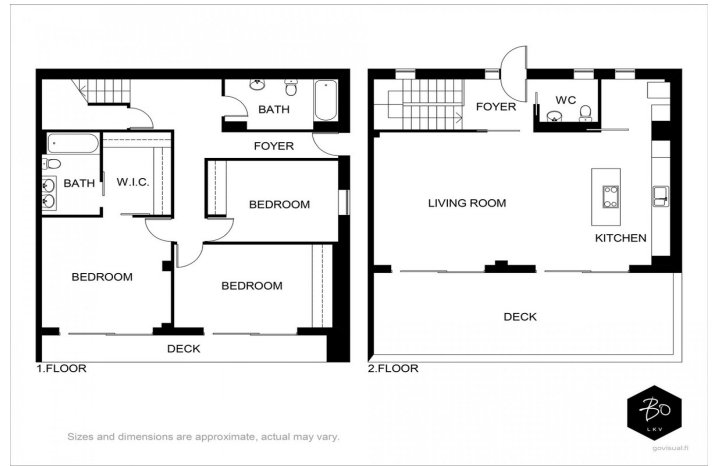 BATH
FOYER
BATH
W.I.C.
BEDROOM
BEDROOM
BEDROOM
DECK
1.FLOOR
FOYER
WC
LIVING ROOM
KITCHEN
DECK
2.FLOOR
Sizes and dimensions are approximate, actual may vary.
Bo
LKV
govisual.fi